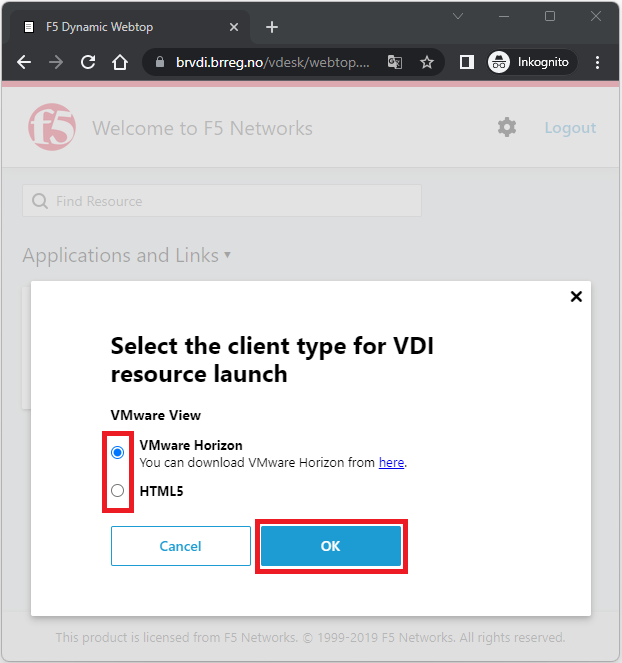 F5 Dynamic Webtop
brvdi.brreg.no/vdesk/webtop....
Inkognito
f5
Welcome to F5 Networks
Logout
Find Resource
Applications and Links
Select the client type for VDI
resource launch
VMware View
VMware Horizon
You can download VMware Horizon from here.
HTML5
Cancel
OK
This product is licensed from F5 Networks. © 1999-2019 F5 Networks. All rights reserved.